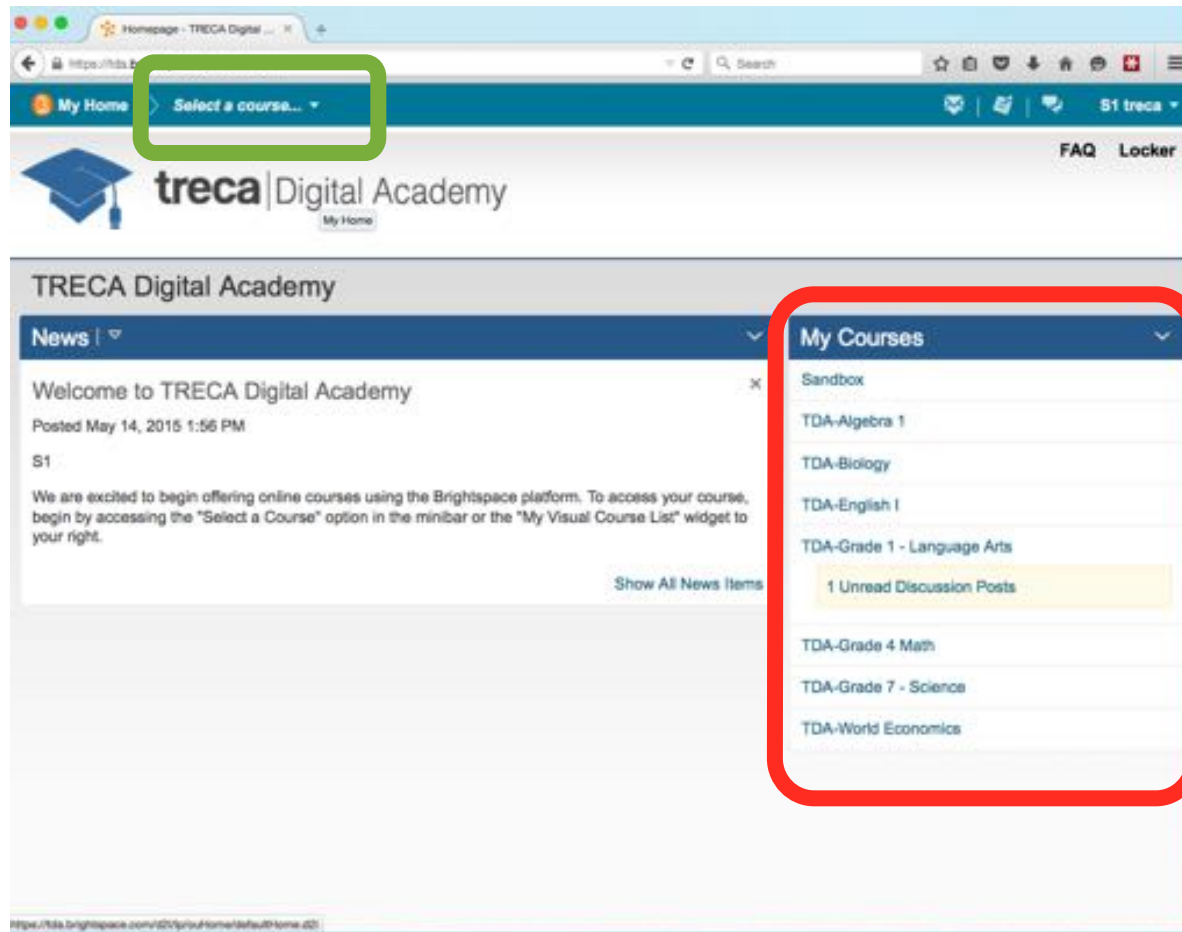 Homepage - TRECA Digital ...
Search
My Home
Select a course...
S1 treca
FAQ Locker
treca|Digital Academy
My Home
TRECA Digital Academy
News
Welcome to TRECA Digital Academy
Posted May 14, 2015 1:56 PM
S1
We are excited to begin offering online courses using the Brightspace platform. To access your course,
begin by accessing the "Select a Course" option in the minibar or the "My Visual Course List" widget to
your right.
Show All News Items
My Courses
Sandbox
TDA-Algebra 1
TDA-Biology
TDA-English I
TDA-Grade 1 - Language Arts
1 Unread Discussion Posts
TDA-Grade 4 Math
TDA-Grade 7 - Science
TDA-World Economics